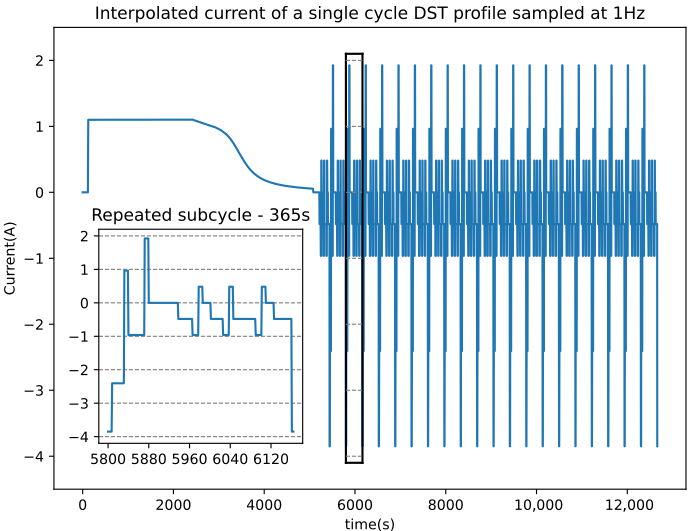 Interpolated current of a single cycle DST profile sampled at 1Hz
2
1
0
−1
−2
−3
−4
Current(A)
Repeated subcycle - 365s
2
1
0
−1
−2
−3
−4
5800 5880 5960 6040 6120
0 2000 4000 6000 8000 10,000 12,000
time(s)